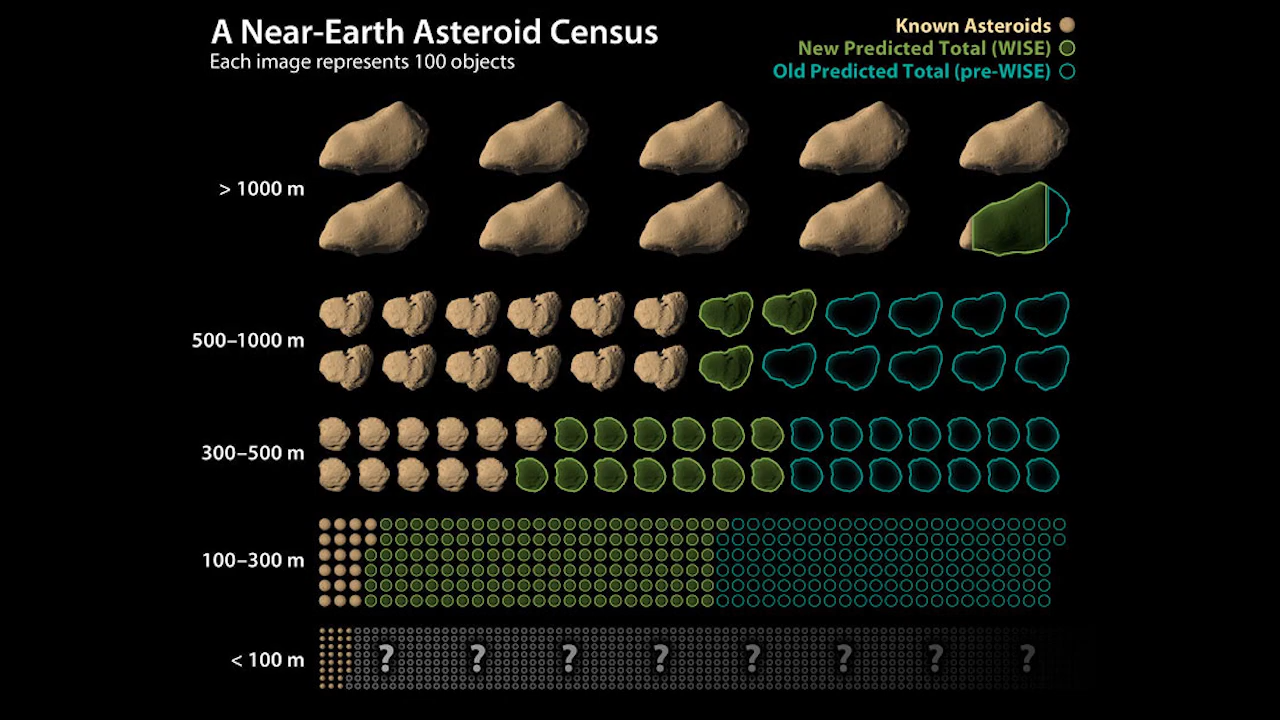 A Near-Earth Asteroid Census
Each image represents 100 objects
Known Asteroids
New Predicted Total (WISE)
Old Predicted Total (pre-WISE)
> 1000 m
500–1000 m
300–500 m
100–300 m
< 100 m
? ? ? ? ? ? ? ?